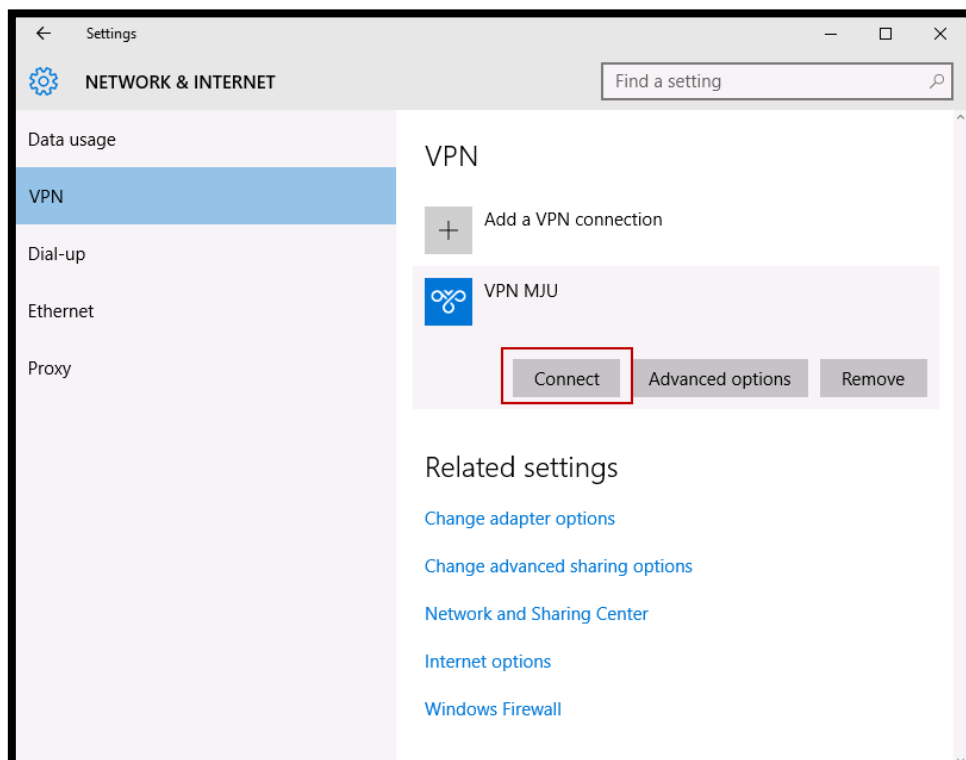 Settings
NETWORK & INTERNET
Find a setting
Data usage
VPN
Dial-up
Ethernet
Proxy
VPN
Add a VPN connection
VPN MJU
Connect Advanced options Remove
Related settings
Change adapter options
Change advanced sharing options
Network and Sharing Center
Internet options
Windows Firewall